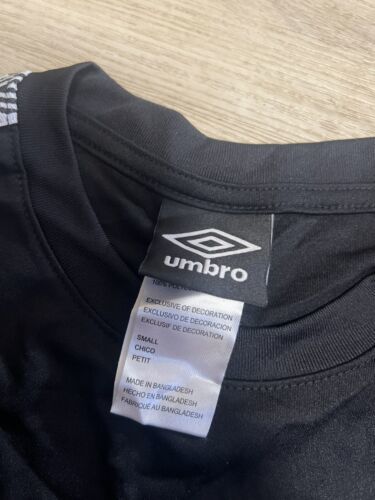 umbro
EXCLUSIVE OF DECORATION
EXCLUSIVO DE DECORACIÓN
EXCLUSIF DE DÉCORATION
SMALL
CHICO
PETIT
MADE IN BANGLADESH
HECHO EN BANGLADESH
FABRIQUÉ AU BANGLADESH